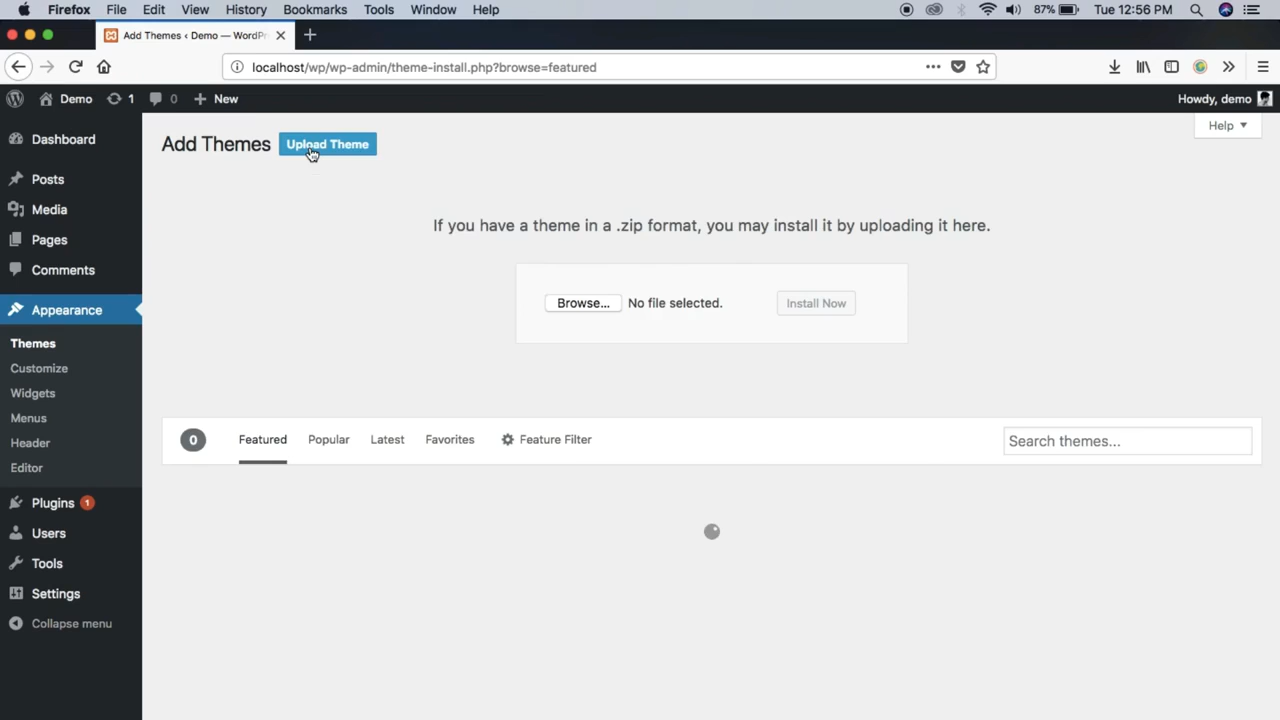 Firefox File Edit View History Bookmarks Tools Window Help 87% Tue 12:56 PM
Add Themes ‹ Demo — WordPr
localhost/wp/wp-admin/theme-install.php?browse=featured
Demo 1 0 New Howdy, demo
Help
Add Themes Upload Theme
Dashboard
Posts
Media
Pages
Comments
Appearance
Themes
Customize
Widgets
Menus
Header
Editor
Plugins 1
Users
Tools
Settings
Collapse menu
If you have a theme in a .zip format, you may install it by uploading it here.
Browse... No file selected. Install Now
0 Featured Popular Latest Favorites Feature Filter Search themes...